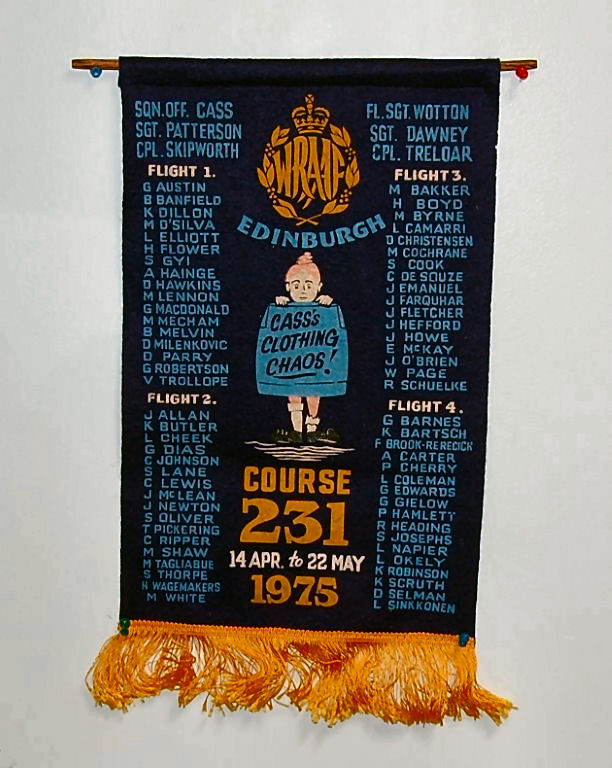 SQN.OFF. CASS
SGT. PATTERSON
CPL. SKIPWORTH
FLIGHT 1.
G AUSTIN
B BANFIELD
K DILLON
M D'SILVA
L ELLIOTT
H FLOWER
S GYI
A HAINGE
D HAWKINS
M LENNON
G MACDONALD
M MECHAM
B MELVIN
D MILENKOVIC
D PARRY
G ROBERTSON
V TROLLOPE
FLIGHT 2.
J ALLAN
K BUTLER
L CHEEK
G DIAS
C JOHNSON
S LANE
C LEWIS
J McLEAN
J NEWTON
S OLIVER
T PICKERING
C RIPPER
M SHAW
M TAGLIABUE
S THORPE
H WAGEMAKERS
M WHITE
WRAAF
EDINBURGH
CASS's
CLOTHING
CHAOS!
COURSE
231
14 APR. to 22 MAY
1975
FL.SGT. WOTTON
SGT. DAWNEY
CPL. TRELOAR
FLIGHT 3.
M BAKKER
H BOYD
M BYRNE
L CAMARRI
D CHRISTENSEN
M COCHRANE
S COOK
C DE SOUZE
J EMANUEL
J FARQUHAR
J FLETCHER
J HEFFORD
J HOWE
E McKAY
J O'BRIEN
W PAGE
R SCHUELKE
FLIGHT 4.
G BARNES
K BARTSCH
F BROOK-RERECICH
A CARTER
P CHERRY
L COLEMAN
G EDWARDS
G GIELOW
P HAMLETT
R HEADING
S JOSEPHS
L NAPIER
L OKELY
K ROBINSON
K SCRUTH
D SELMAN
L SINKKONEN